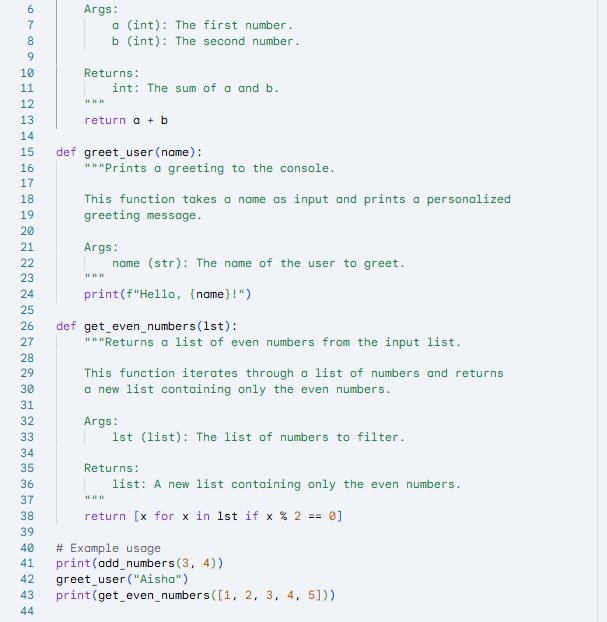 6 Args:
7 a (int): The first number.
8 b (int): The second number.
9
10 Returns:
11 int: The sum of a and b.
12 """
13 return a + b
14
15 def greet_user(name):
16 """Prints a greeting to the console.
17
18 This function takes a name as input and prints a personalized
19 greeting message.
20
21 Args:
22 name (str): The name of the user to greet.
23 """
24 print(f"Hello, {name}!")
25
26 def get_even_numbers(lst):
27 """Returns a list of even numbers from the input list.
28
29 This function iterates through a list of numbers and returns
30 a new list containing only the even numbers.
31
32 Args:
33 lst (list): The list of numbers to filter.
34
35 Returns:
36 list: A new list containing only the even numbers.
37 """
38 return [x for x in lst if x % 2 == 0]
39
40 # Example usage
41 print(add_numbers(3, 4))
42 greet_user("Aisha")
43 print(get_even_numbers([1, 2, 3, 4, 5]))
44